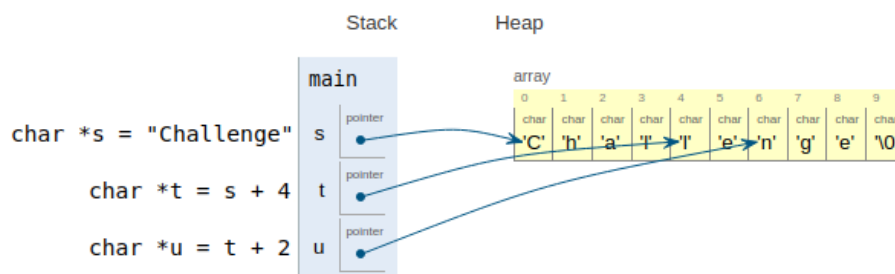 Stack Heap
main
array
0 1 2 3 4 5 6 7 8 9
char char char char char char char char char cha
char *s = "Challenge" s pointer 'C' 'h' 'a' 'l' 'l' 'e' 'n' 'g' 'e' '\0
char *t = s + 4 t pointer
char *u = t + 2 u pointer